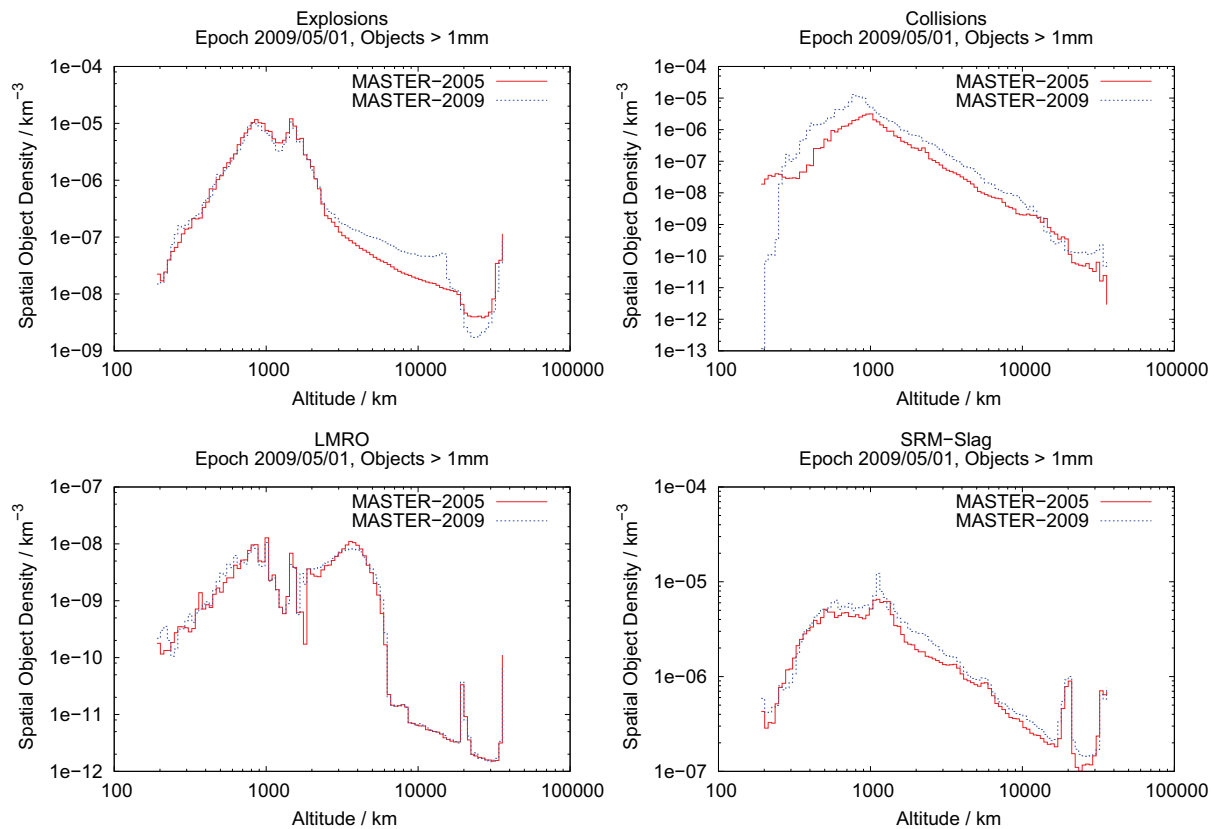 Explosions
Epoch 2009/05/01, Objects > 1mm
MASTER−2005
MASTER−2009
Spatial Object Density / km−3
1e−04
1e−05
1e−06
1e−07
1e−08
1e−09
100
1000
10000
100000
Altitude / km
Collisions
Epoch 2009/05/01, Objects > 1mm
MASTER−2005
MASTER−2009
Spatial Object Density / km−3
1e−04
1e−05
1e−06
1e−07
1e−08
1e−09
1e−10
1e−11
1e−12
1e−13
100
1000
10000
100000
Altitude / km
LMRO
Epoch 2009/05/01, Objects > 1mm
MASTER−2005
MASTER−2009
Spatial Object Density / km−3
1e−07
1e−08
1e−09
1e−10
1e−11
1e−12
100
1000
10000
100000
Altitude / km
SRM−Slag
Epoch 2009/05/01, Objects > 1mm
MASTER−2005
MASTER−2009
Spatial Object Density / km−3
1e−04
1e−05
1e−06
1e−07
100
1000
10000
100000
Altitude / km